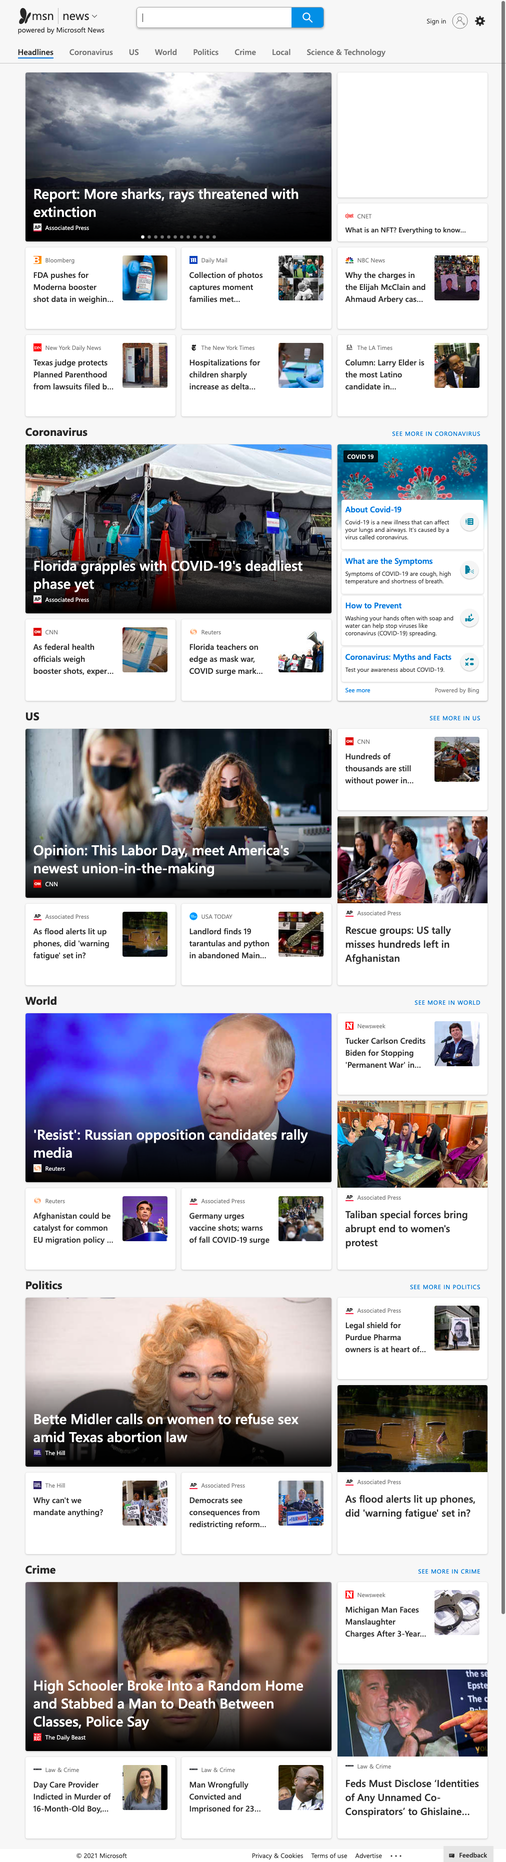 msn | news
powered by Microsoft News
Sign in
Headlines Coronavirus US World Politics Crime Local Science & Technology
Report: More sharks, rays threatened with
extinction
AP Associated Press
CNET
What is an NFT? Everything to know...
Bloomberg
FDA pushes for
Moderna booster
shot data in weighin...
Daily Mail
Collection of photos
captures moment
families met...
NBC News
Why the charges in
the Elijah McClain and
Ahmaud Arbery cas...
New York Daily News
Texas judge protects
Planned Parenthood
from lawsuits filed b...
The New York Times
Hospitalizations for
children sharply
increase as delta...
The LA Times
Column: Larry Elder is
the most Latino
candidate in...
Coronavirus
SEE MORE IN CORONAVIRUS
Florida grapples with COVID-19's deadliest
phase yet
AP Associated Press
COVID 19
About Covid-19
Covid-19 is a new illness that can affect
your lungs and airways. It's caused by a
virus called coronavirus.
What are the Symptoms
Symptoms of COVID-19 are cough, high
temperature and shortness of breath.
How to Prevent
Washing your hands often with soap and
water can help stop viruses like
coronavirus (COVID-19) spreading.
Coronavirus: Myths and Facts
Test your awareness about COVID-19.
See more
Powered by Bing
CNN
As federal health
officials weigh
booster shots, exper...
Reuters
Florida teachers on
edge as mask war,
COVID surge mark...
US
SEE MORE IN US
Opinion: This Labor Day, meet America's
newest union-in-the-making
CNN
CNN
Hundreds of
thousands are still
without power in...
AP Associated Press
Rescue groups: US tally
misses hundreds left in
Afghanistan
AP Associated Press
As flood alerts lit up
phones, did 'warning
fatigue' set in?
USA TODAY
Landlord finds 19
tarantulas and python
in abandoned Main...
World
SEE MORE IN WORLD
'Resist': Russian opposition candidates rally
media
Reuters
N Newsweek
Tucker Carlson Credits
Biden for Stopping
'Permanent War' in...
AP Associated Press
Taliban special forces bring
abrupt end to women's
protest
Reuters
Afghanistan could be
catalyst for common
EU migration policy ...
AP Associated Press
Germany urges
vaccine shots; warns
of fall COVID-19 surge
Politics
SEE MORE IN POLITICS
Bette Midler calls on women to refuse sex
amid Texas abortion law
The Hill
AP Associated Press
Legal shield for
Purdue Pharma
owners is at heart of...
AP Associated Press
As flood alerts lit up phones,
did 'warning fatigue' set in?
The Hill
Why can't we
mandate anything?
AP Associated Press
Democrats see
consequences from
redistricting reform...
Crime
SEE MORE IN CRIME
High Schooler Broke Into a Random Home
and Stabbed a Man to Death Between
Classes, Police Say
The Daily Beast
N Newsweek
Michigan Man Faces
Manslaughter
Charges After 3-Year...
Law & Crime
Feds Must Disclose 'Identities
of Any Unnamed Co-
Conspirators' to Ghislaine...
Law & Crime
Day Care Provider
Indicted in Murder of
16-Month-Old Boy,...
Law & Crime
Man Wrongfully
Convicted and
Imprisoned for 23...
© 2021 Microsoft
Privacy & Cookies Terms of use Advertise ...
Feedback